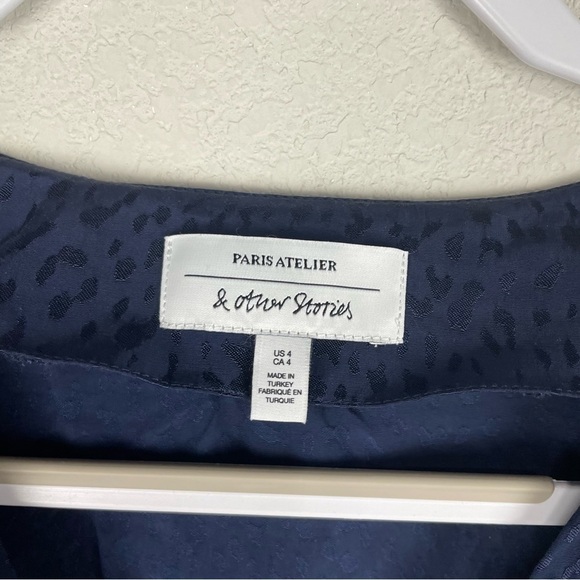 PARIS ATELIER
& other Stories
US 4
CA 4
MADE IN
TURKEY
FABRIQUÉ EN
TURQUIE